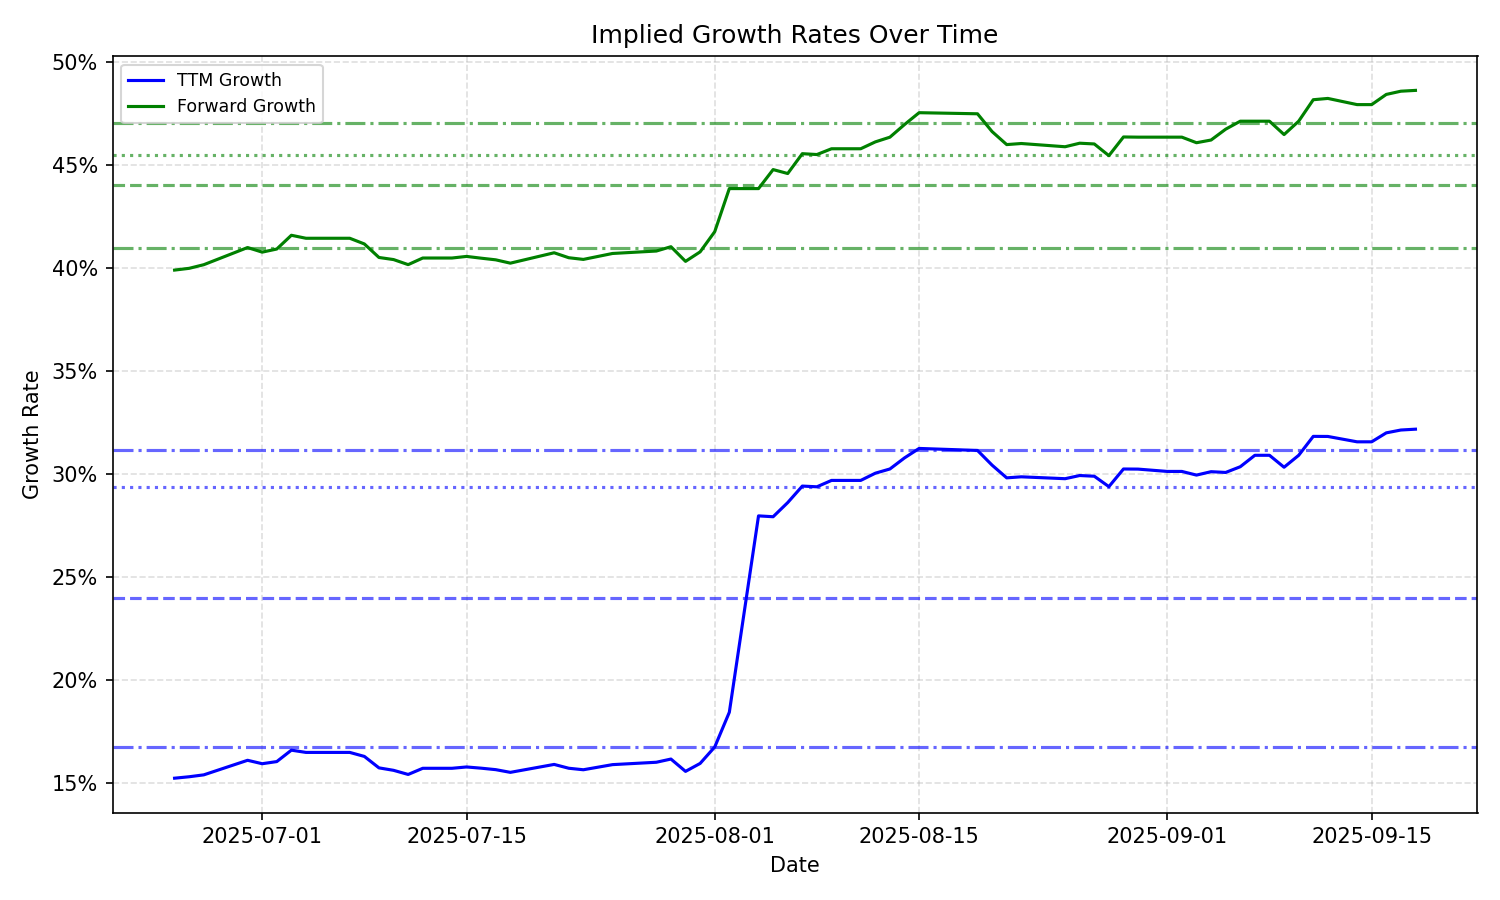 Implied Growth Rates Over Time
TTM Growth
Forward Growth
Growth Rate
50%
45%
40%
35%
30%
25%
20%
15%
2025-07-01
2025-07-15
2025-08-01
2025-08-15
2025-09-01
2025-09-15
Date